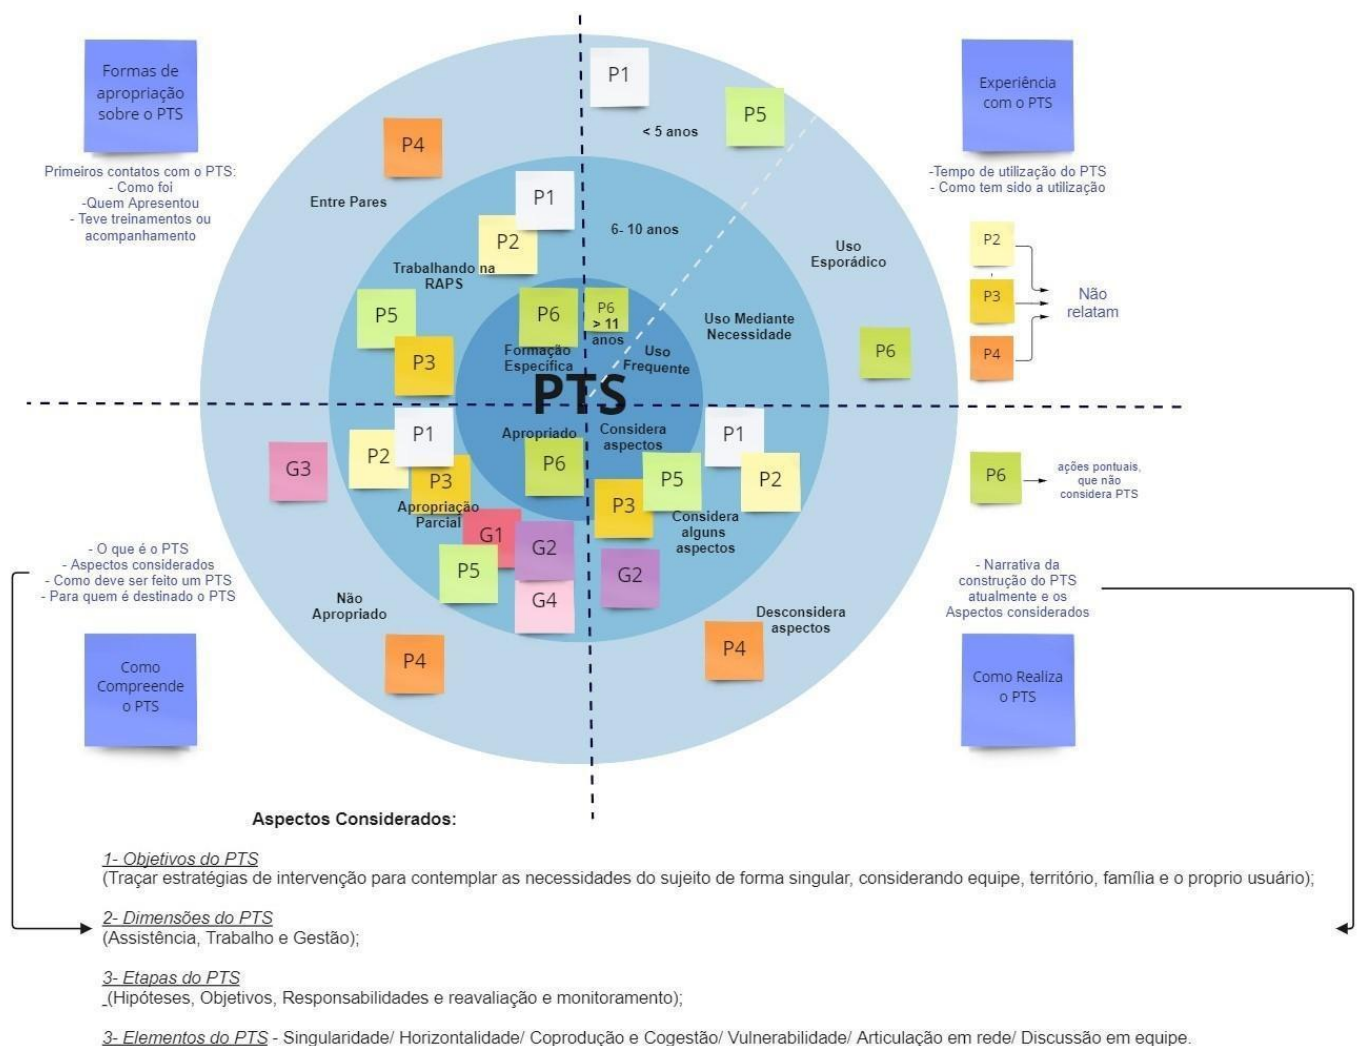 Formas de
apropriação
sobre o PTS
Primeiros contatos com o PTS:
- Como foi
-Quem Apresentou
- Teve treinamentos ou
acompanhamento
P4
Entre Pares
P1
P2
Trabalhando na
RAPS
P5
P3
P6
Formação
Específica
P1
< 5 anos
P5
6- 10 anos
P6
> 11
anos
Uso
Frequente
Uso Mediante
Necessidade
Uso
Esporádico
P6
Experiência
com o PTS
-Tempo de utilização do PTS
- Como tem sido a utilização
P2
P3
P4
Não
relatam
PTS
Apropriado
P6
P1
P2
P3
Apropriação
Parcial
G3
G1
G2
P5
G4
Não
Apropriado
P4
- O que é o PTS
- Aspectos considerados
- Como deve ser feito um PTS
- Para quem é destinado o PTS
Como
Compreende
o PTS
Considera
aspectos
P1
P2
P5
P3
Considera
alguns
aspectos
G2
Desconsidera
aspectos
P4
P6
ações pontuais,
que não
considera PTS
- Narrativa da
construção do PTS
atualmente e os
Aspectos considerados
Como Realiza
o PTS
Aspectos Considerados:
1- Objetivos do PTS
(Traçar estratégias de intervenção para contemplar as necessidades do sujeito de forma singular, considerando equipe, território, família e o proprio usuário);
2- Dimensões do PTS
(Assistência, Trabalho e Gestão);
3- Etapas do PTS
(Hipóteses, Objetivos, Responsabilidades e reavaliação e monitoramento);
3- Elementos do PTS - Singularidade/ Horizontalidade/ Coprodução e Cogestão/ Vulnerabilidade/ Articulação em rede/ Discussão em equipe.